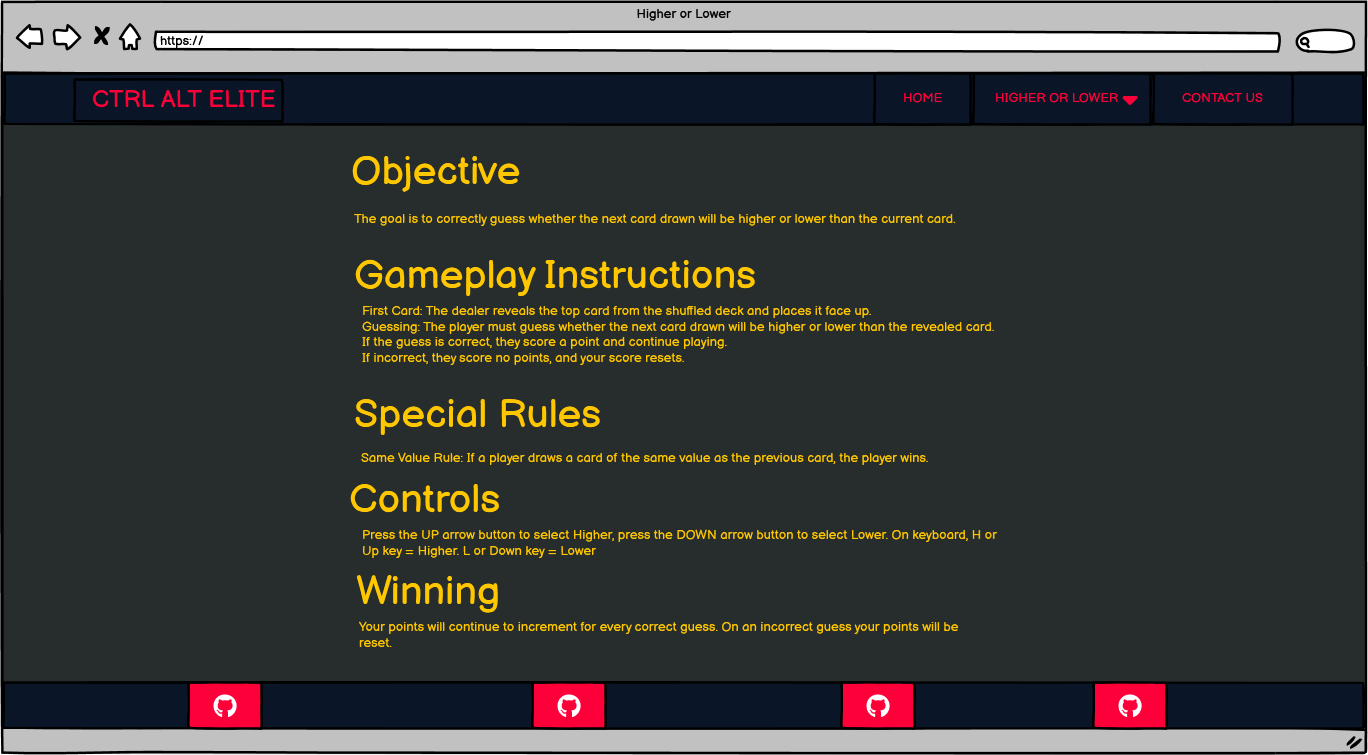 Higher or Lower
https://
CTRL ALT ELITE
HOME
HIGHER OR LOWER
CONTACT US
Objective
The goal is to correctly guess whether the next card drawn will be higher or lower than the current card.
Gameplay Instructions
First Card: The dealer reveals the top card from the shuffled deck and places it face up.
Guessing: The player must guess whether the next card drawn will be higher or lower than the revealed card.
If the guess is correct, they score a point and continue playing.
If incorrect, they score no points, and your score resets.
Special Rules
Same Value Rule: If a player draws a card of the same value as the previous card, the player wins.
Controls
Press the UP arrow button to select Higher, press the DOWN arrow button to select Lower. On keyboard, H or
Up key = Higher. L or Down key = Lower
Winning
Your points will continue to increment for every correct guess. On an incorrect guess your points will be
reset.